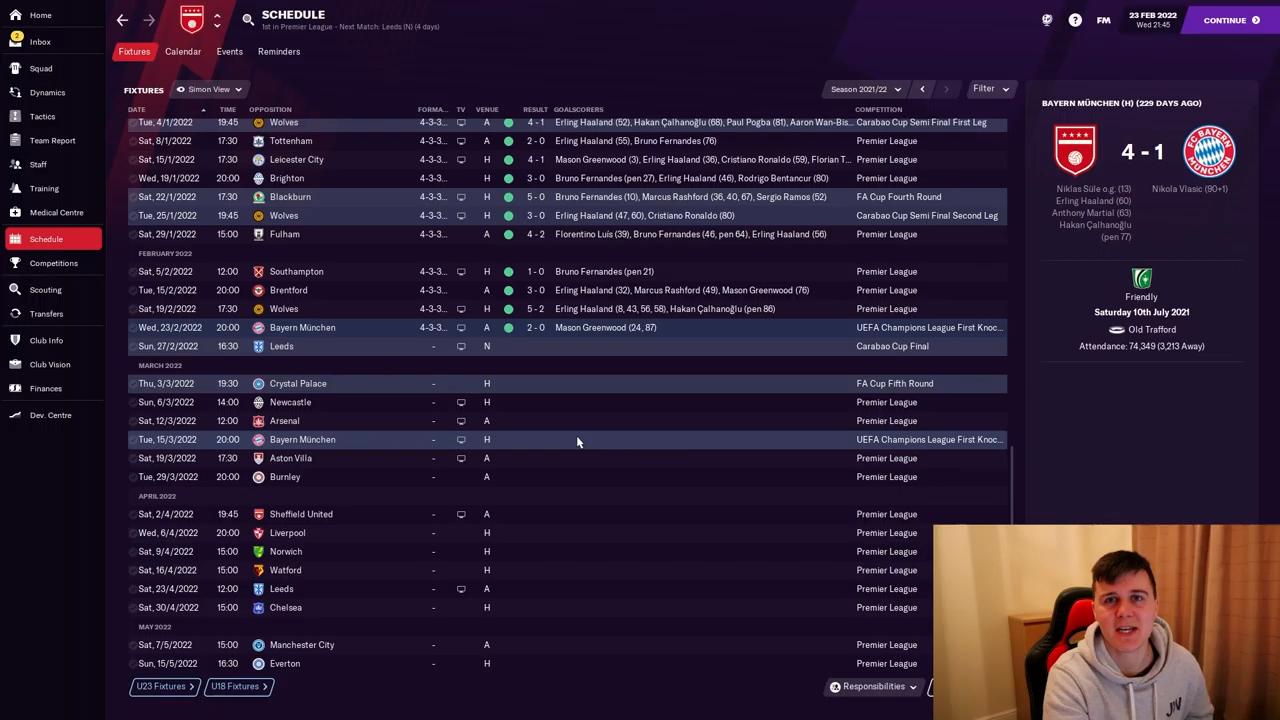 Home
2
Inbox
Squad
Dynamics
Tactics
Team Report
Staff
Training
Medical Centre
Schedule
Competitions
Scouting
Transfers
Club Info
Club Vision
Finances
Dev. Centre
SCHEDULE
1st in Premier League - Next Match: Leeds (N) (4 days)
FM
23 FEB 2022
Wed 21:45
CONTINUE
Fixtures Calendar Events Reminders
FIXTURES Simon View Season 2021/22 Filter
DATE TIME OPPOSITION FORMA... TV VENUE RESULT GOALSCORERS COMPETITION
Tue, 4/1/2022 19:45 Wolves 4-3-3... A 4 - 1 Erling Haaland (52), Hakan Çalhanoğlu (68), Paul Pogba (81), Aaron Wan-Bis... Carabao Cup Semi Final First Leg
Sat, 8/1/2022 17:30 Tottenham 4-3-3... A 2 - 0 Erling Haaland (55), Bruno Fernandes (76) Premier League
Sat, 15/1/2022 17:30 Leicester City 4-3-3... H 4 - 1 Mason Greenwood (3), Erling Haaland (36), Cristiano Ronaldo (59), Florian T... Premier League
Wed, 19/1/2022 20:00 Brighton 4-3-3... H 3 - 0 Bruno Fernandes (pen 27), Erling Haaland (46), Rodrigo Bentancur (80) Premier League
Sat, 22/1/2022 17:30 Blackburn 4-3-3... H 5 - 0 Bruno Fernandes (10), Marcus Rashford (36, 40, 67), Sergio Ramos (52) FA Cup Fourth Round
Tue, 25/1/2022 19:45 Wolves 4-3-3... H 3 - 0 Erling Haaland (47, 60), Cristiano Ronaldo (80) Carabao Cup Semi Final Second Leg
Sat, 29/1/2022 15:00 Fulham 4-3-3... A 4 - 2 Florentino Luís (39), Bruno Fernandes (46, pen 64), Erling Haaland (56) Premier League
FEBRUARY 2022
Sat, 5/2/2022 12:00 Southampton 4-3-3... H 1 - 0 Bruno Fernandes (pen 21) Premier League
Tue, 15/2/2022 20:00 Brentford 4-3-3... A 3 - 0 Erling Haaland (32), Marcus Rashford (49), Mason Greenwood (76) Premier League
Sat, 19/2/2022 17:30 Wolves 4-3-3... H 5 - 2 Erling Haaland (8, 43, 56, 58), Hakan Çalhanoğlu (pen 86) Premier League
Wed, 23/2/2022 20:00 Bayern München 4-3-3... A 2 - 0 Mason Greenwood (24, 87) UEFA Champions League First Knoc...
Sun, 27/2/2022 16:30 Leeds - N Carabao Cup Final
MARCH 2022
Thu, 3/3/2022 19:30 Crystal Palace - H FA Cup Fifth Round
Sun, 6/3/2022 14:00 Newcastle - H Premier League
Sat, 12/3/2022 12:00 Arsenal - A Premier League
Tue, 15/3/2022 20:00 Bayern München - H UEFA Champions League First Knoc...
Sat, 19/3/2022 17:30 Aston Villa - A Premier League
Tue, 29/3/2022 20:00 Burnley - A Premier League
APRIL 2022
Sat, 2/4/2022 19:45 Sheffield United - A Premier League
Wed, 6/4/2022 20:00 Liverpool - H Premier League
Sat, 9/4/2022 15:00 Norwich - H Premier League
Sat, 16/4/2022 15:00 Watford - H Premier League
Sat, 23/4/2022 12:00 Leeds - A Premier League
Sat, 30/4/2022 15:00 Chelsea - H Premier League
MAY 2022
Sat, 7/5/2022 15:00 Manchester City - A Premier League
Sun, 15/5/2022 16:30 Everton - H Premier League
U23 Fixtures U18 Fixtures Responsibilities
BAYERN MÜNCHEN (H) (229 DAYS AGO)
4 - 1
Niklas Süle o.g. (13) Nikola Vlasic (90+1)
Erling Haaland (60)
Anthony Martial (63)
Hakan Çalhanoğlu
(pen 77)
Friendly
Saturday 10th July 2021
Old Trafford
Attendance: 74,349 (3,213 Away)